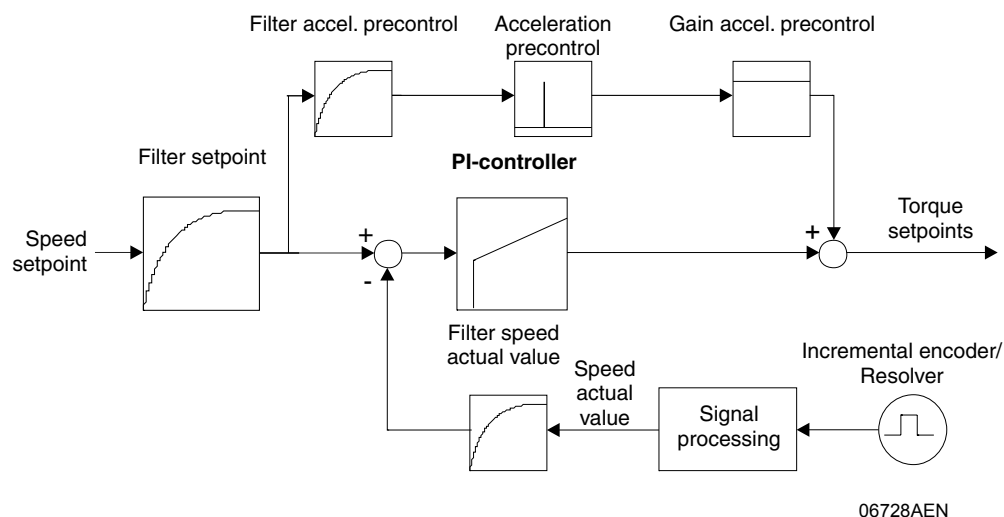 Filter accel. precontrol
Acceleration
precontrol
Gain accel. precontrol
Filter setpoint
PI-controller
Speed
setpoint
+
-
+
Torque
setpoints
Filter speed
actual value
Speed
actual
value
Signal
processing
Incremental encoder/
Resolver
06728AEN